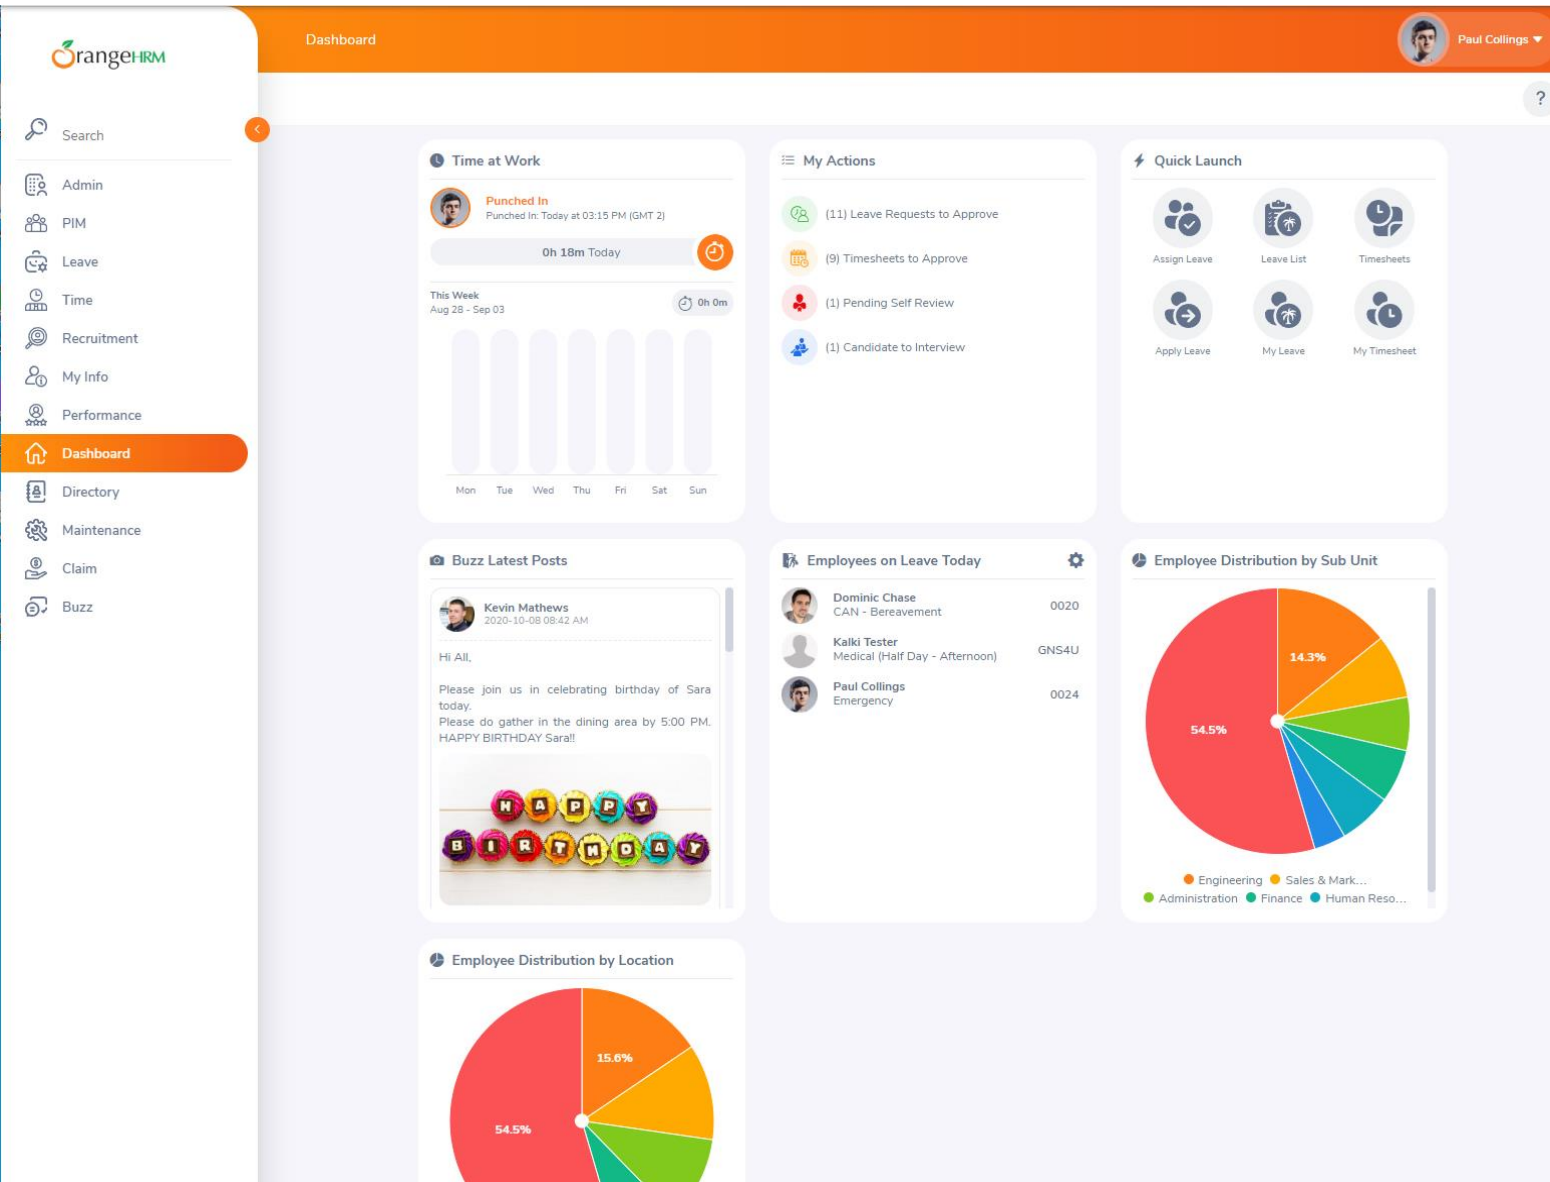 OrangeHRM
Dashboard
Paul Collings
?
Search
Admin
PIM
Leave
Time
Recruitment
My Info
Performance
Dashboard
Directory
Maintenance
Claim
Buzz
Time at Work
Punched In
Punched In: Today at 03:15 PM (GMT 2)
0h 18m Today
This Week
Aug 28 - Sep 03
0h 0m
Mon Tue Wed Thu Fri Sat Sun
My Actions
(11) Leave Requests to Approve
(9) Timesheets to Approve
(1) Pending Self Review
(1) Candidate to Interview
Quick Launch
Assign Leave Leave List Timesheets
Apply Leave My Leave My Timesheet
Buzz Latest Posts
Kevin Mathews
2020-10-08 08:42 AM
Hi All,
Please join us in celebrating birthday of Sara
today.
Please do gather in the dining area by 5:00 PM.
HAPPY BIRTHDAY Sara!!
HAPPY
BIRTHDAY
Employees on Leave Today
Dominic Chase
CAN - Bereavement
0020
Kalki Tester
Medical (Half Day - Afternoon)
GNS4U
Paul Collings
Emergency
0024
Employee Distribution by Sub Unit
14.3%
54.5%
Engineering Sales & Mark...
Administration Finance Human Reso...
Employee Distribution by Location
15.6%
54.5%